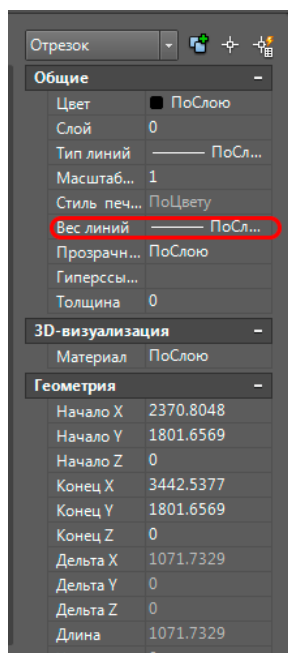 Отрезок
Общие
Цвет ПоСлою
Слой 0
Тип линий ПоСл...
Масштаб... 1
Стиль печ... ПоЦвету
Вес линий ПоСл...
Прозрачн... ПоСлою
Гиперссы...
Толщина 0
3D-визуализация
Материал ПоСлою
Геометрия
Начало X 2370.8048
Начало Y 1801.6569
Начало Z 0
Конец X 3442.5377
Конец Y 1801.6569
Конец Z 0
Дельта X 1071.7329
Дельта Y 0
Дельта Z 0
Длина 1071.7329